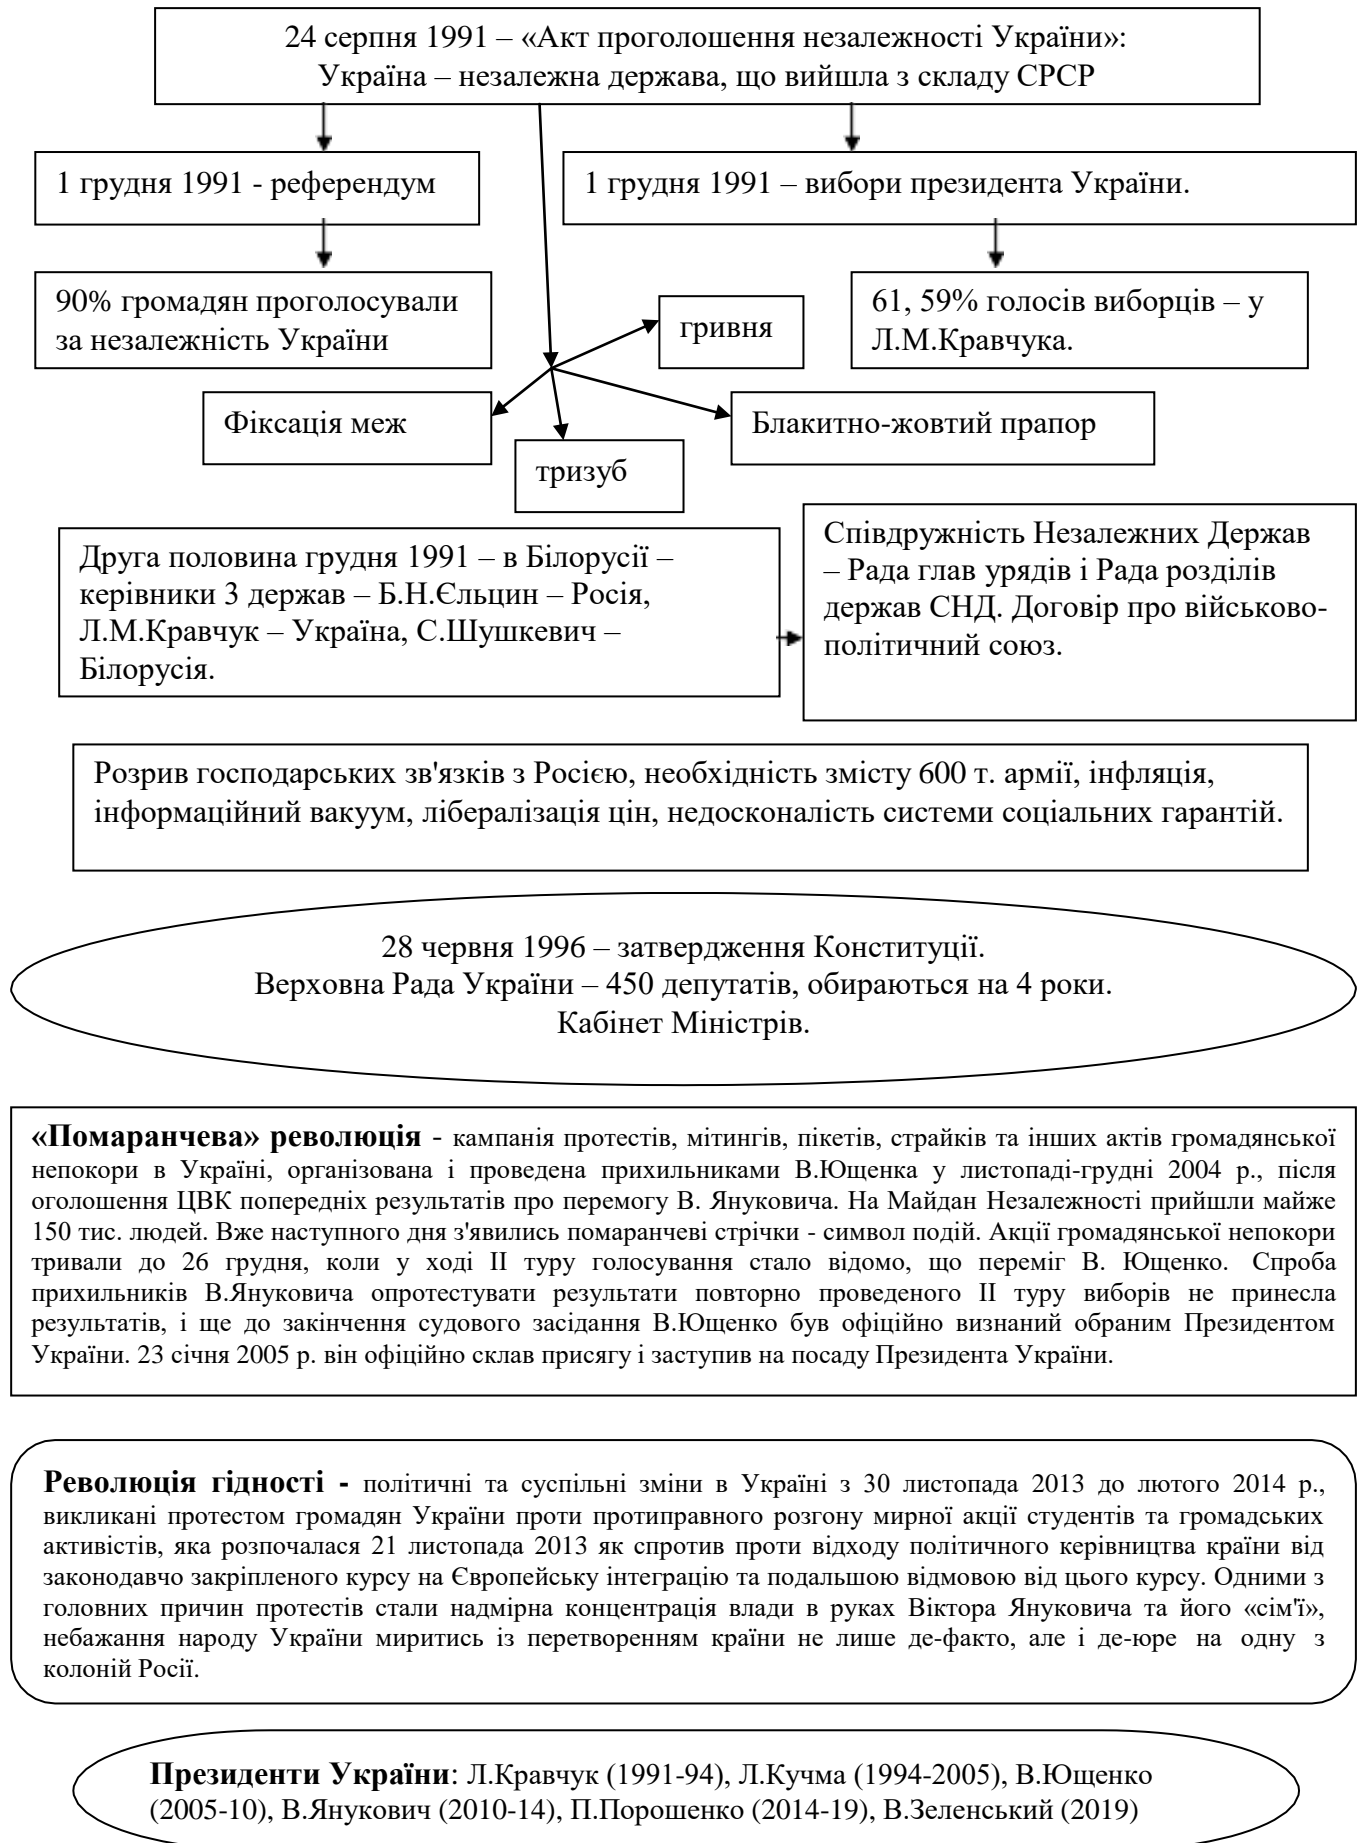 24 серпня 1991 – «Акт проголошення незалежності України»:
Україна – незалежна держава, що вийшла з складу СРСР
1 грудня 1991 - референдум
1 грудня 1991 – вибори президента України.
90% громадян проголосували
за незалежність України
гривня
61, 59% голосів виборців – у
Л.М.Кравчука.
Фіксація меж
тризуб
Блакитно-жовтий прапор
Друга половина грудня 1991 – в Білорусії –
керівники 3 держав – Б.Н.Єльцин – Росія,
Л.М.Кравчук – Україна, С.Шушкевич –
Білорусія.
Співдружність Незалежних Держав
– Рада глав урядів і Рада розділів
держав СНД. Договір про військово-
політичний союз.
Розрив господарських зв'язків з Росією, необхідність змісту 600 т. армії, інфляція,
інформаційний вакуум, лібералізація цін, недосконалість системи соціальних гарантій.
28 червня 1996 – затвердження Конституції.
Верховна Рада України – 450 депутатів, обираються на 4 роки.
Кабінет Міністрів.
«Помаранчева» революція - кампанія протестів, мітингів, пікетів, страйків та інших актів громадянської
непокори в Україні, організована і проведена прихильниками В.Ющенка у листопаді-грудні 2004 р., після
оголошення ЦВК попередніх результатів про перемогу В. Януковича. На Майдан Незалежності прийшли майже
150 тис. людей. Вже наступного дня з'явились помаранчеві стрічки - символ подій. Акції громадянської непокори
тривали до 26 грудня, коли у ході II туру голосування стало відомо, що переміг В. Ющенко. Спроба
прихильників В.Януковича опротестувати результати повторно проведеного II туру виборів не принесла
результатів, і ще до закінчення судового засідання В.Ющенко був офіційно визнаний обраним Президентом
України. 23 січня 2005 р. він офіційно склав присягу і заступив на посаду Президента України.
Революція гідності - політичні та суспільні зміни в Україні з 30 листопада 2013 до лютого 2014 р.,
викликані протестом громадян України проти протиправного розгону мирної акції студентів та громадських
активістів, яка розпочалася 21 листопада 2013 як спротив проти відходу політичного керівництва країни від
законодавчо закріпленого курсу на Європейську інтеграцію та подальшою відмовою від цього курсу. Одними з
головних причин протестів стали надмірна концентрація влади в руках Віктора Януковича та його «сім'ї»,
небажання народу України миритись із перетворенням країни не лише де-факто, але і де-юре на одну з
колоній Росії.
Президенти України: Л.Кравчук (1991-94), Л.Кучма (1994-2005), В.Ющенко
(2005-10), В.Янукович (2010-14), П.Порошенко (2014-19), В.Зеленський (2019)